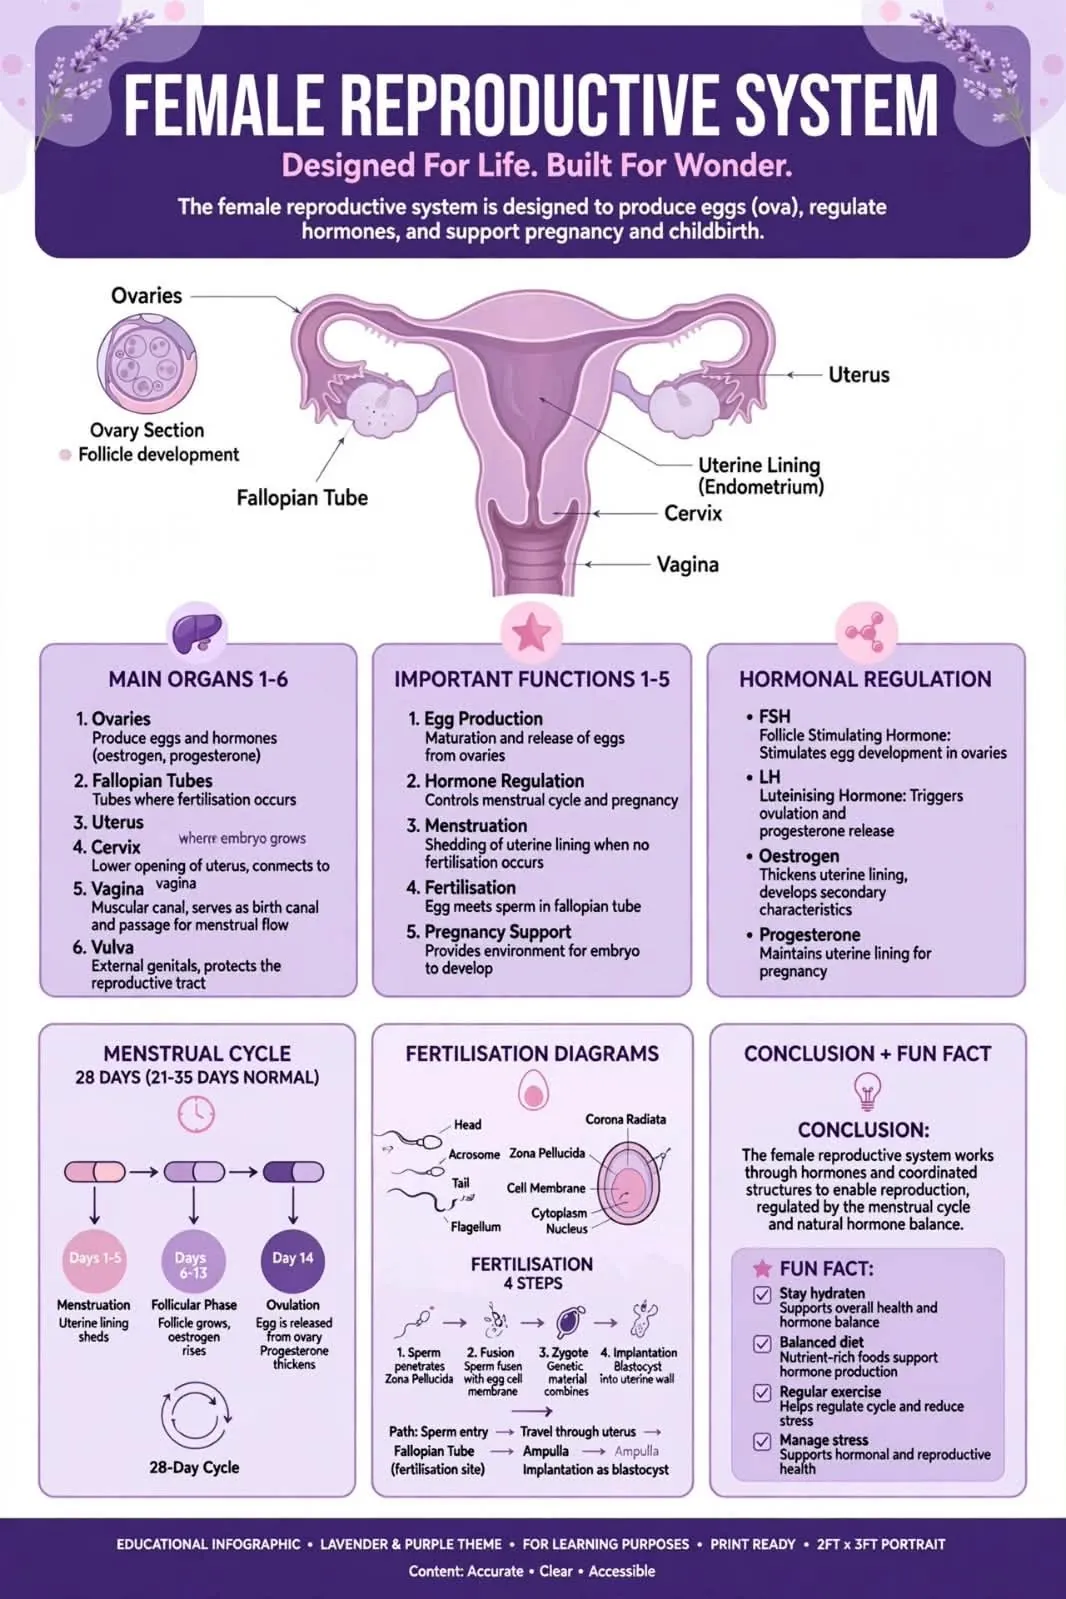 FEMALE REPRODUCTIVE SYSTEM
Designed For Life. Built For Wonder.
The female reproductive system is designed to produce eggs (ova), regulate
hormones, and support pregnancy and childbirth.
Ovaries
Ovary Section
Follicle development
Fallopian Tube
Uterus
Uterine Lining
(Endometrium)
Cervix
Vagina
MAIN ORGANS 1-6
1. Ovaries
Produce eggs and hormones
(oestrogen, progesterone)
2. Fallopian Tubes
Tubes where fertilisation occurs
3. Uterus
where embryo grows
4. Cervix
Lower opening of uterus, conmects to
vagina
5. Vagina
Muscular canal, serves as birth canal
and passage for menstrual flow
6. Vulva
External genitals, protects the
reproductive tract
IMPORTANT FUNCTIONS 1-5
1. Egg Production
Maturation and release of eggs
from ovaries
2. Hormone Regulation
Controls menstrual cycle and pregnancy
3. Menstruation
Shedding of uterine lining when no
fertilisation occurs
4. Fertilisation
Egg meets sperm in fallopian tube
5. Pregnancy Support
Provides environment for embryo
to develop
HORMONAL REGULATION
• FSH
Follicle Stimulating Hormone:
Stimulates egg development in ovaries
• LH
Luteinising Hormone: Triggers
ovulation and
progesterone release
• Oestrogen
Thickens uterine lining,
develops secondary
characteristics
• Progesterone
Maintains uterine lining for
pregnancy
MENSTRUAL CYCLE
28 DAYS (21-35 DAYS NORMAL)
Days 1-5
Menstruation
Uterine lining
sheds
Days
6-13
Follicular Phase
Follicle grows,
oestrogen
rises
Day 14
Ovulation
Egg is released
from ovary
Progesterone
thickens
28-Day Cycle
FERTILISATION DIAGRAMS
Head
Acrosome
Tail
Flagellum
Corona Radiata
Zona Pellucida
Cell Membrane
Cytoplasm
Nucleus
FERTILISATION
4 STEPS
1. Sperm
penetrates
Zona Pellucida
2. Fusion
Sperm fusen
with egg cell
membrane
3. Zygote
Genetic
material
combines
4. Implantation
Blastocyst
into uterine wall
Path: Sperm entry → Travel through uterus →
Fallopian Tube → Ampulla → Ampulla
(fertilisation site) Implantation as blastocyst
CONCLUSION + FUN FACT
CONCLUSION:
The female reproductive system works
through hormones and coordinated
structures to enable reproduction,
regulated by the menstrual cycle
and natural hormone balance.
FUN FACT:
Stay hydraten
Supports overall health and
hormone balance
Balanced diet
Nutrient-rich foods support
hormone production
Regular exercise
Helps regulate cycle and reduce
stress
Manage stress
Supports hormonal and reproductive
health
EDUCATIONAL INFOGRAPHIC • LAVENDER & PURPLE THEME • FOR LEARNING PURPOSES • PRINT READY • 2FT x 3FT PORTRAIT
Content: Accurate • Clear • Accessible